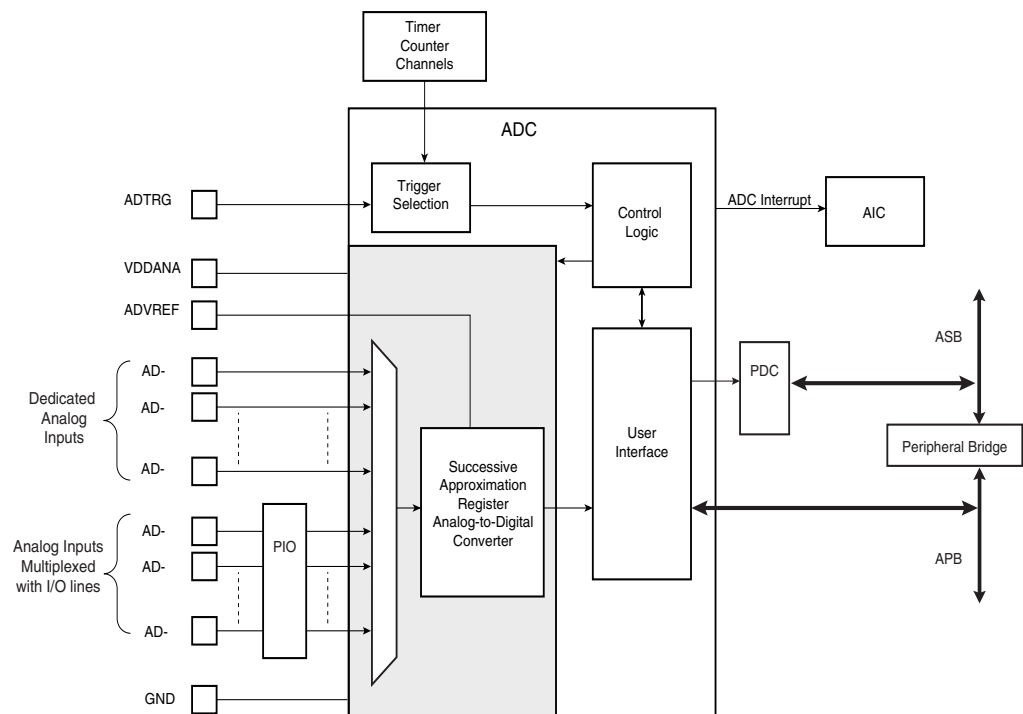 Timer
Counter
Channels
ADC
ADTRG
Trigger
Selection
Control
Logic
ADC Interrupt
AIC
VDDANA
ADVREF
ASB
PDC
Dedicated
Analog
Inputs
AD-
AD-
AD-
User
Interface
Peripheral Bridge
Successive
Approximation
Register
Analog-to-Digital
Converter
Analog Inputs
Multiplexed
with I/O lines
AD-
AD-
AD-
PIO
APB
GND